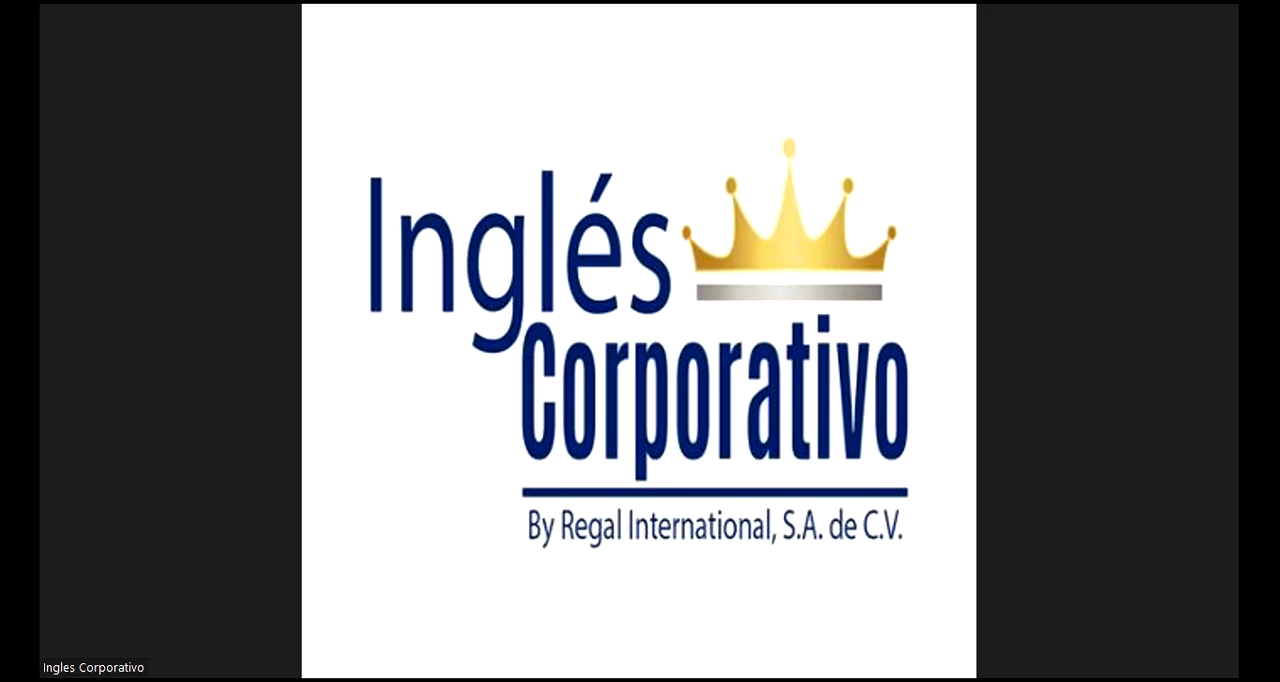 Inglés
Corporativo
By Regal International, S.A. de C.V.
Ingles Corporativo